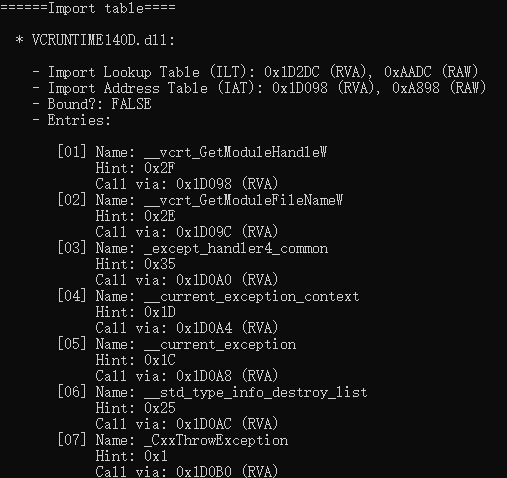 ======Import table====
* VCRUNTIME140D.dll:
- Import Lookup Table (ILT): 0x1D2DC (RVA), 0xAADC (RAW)
- Import Address Table (IAT): 0x1D098 (RVA), 0xA898 (RAW)
- Bound?: FALSE
- Entries:
[01] Name: __vcrt_GetModuleHandleW
Hint: 0x2F
Call via: 0x1D098 (RVA)
[02] Name: __vcrt_GetModuleFileNameW
Hint: 0x2E
Call via: 0x1D09C (RVA)
[03] Name: _except_handler4_common
Hint: 0x35
Call via: 0x1D0A0 (RVA)
[04] Name: __current_exception_context
Hint: 0x1D
Call via: 0x1D0A4 (RVA)
[05] Name: __current_exception
Hint: 0x1C
Call via: 0x1D0A8 (RVA)
[06] Name: __std_type_info_destroy_list
Hint: 0x25
Call via: 0x1D0AC (RVA)
[07] Name: _CxxThrowException
Hint: 0x1
Call via: 0x1D0B0 (RVA)